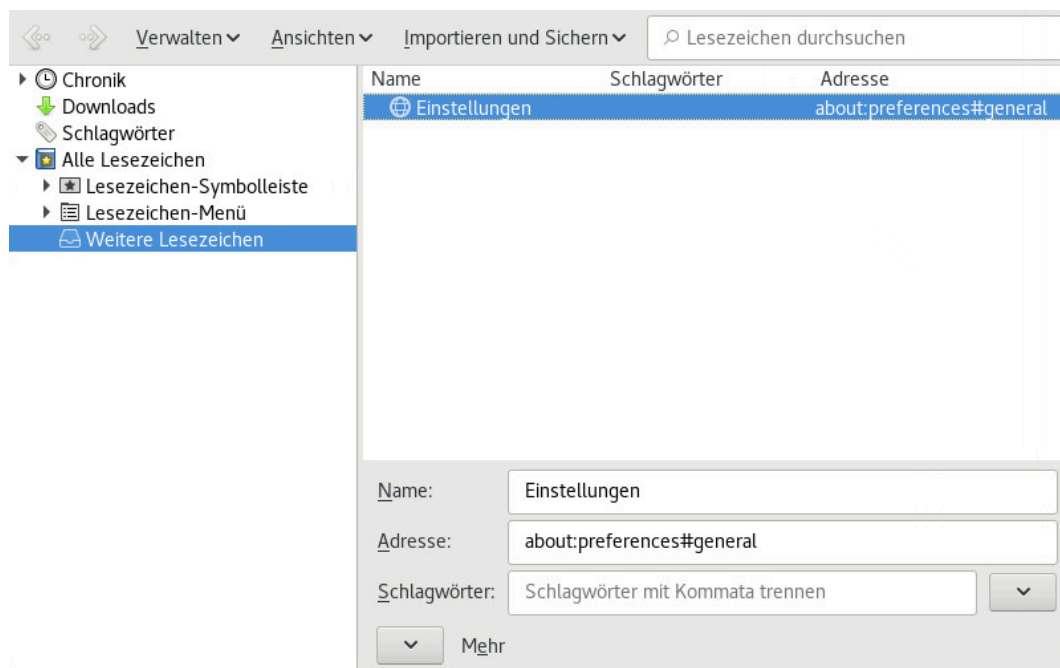 Verwalten Ansichten Importieren und Sichern Lesezeichen durchsuchen
Chronik
Downloads
Schlagwörter
Alle Lesezeichen
Lesezeichen-Symbolleiste
Lesezeichen-Menü
Weitere Lesezeichen
Name Schlagwörter Adresse
Einstellungen about:preferences#general
Name: Einstellungen
Adresse: about:preferences#general
Schlagwörter: Schlagwörter mit Kommata trennen
Mehr